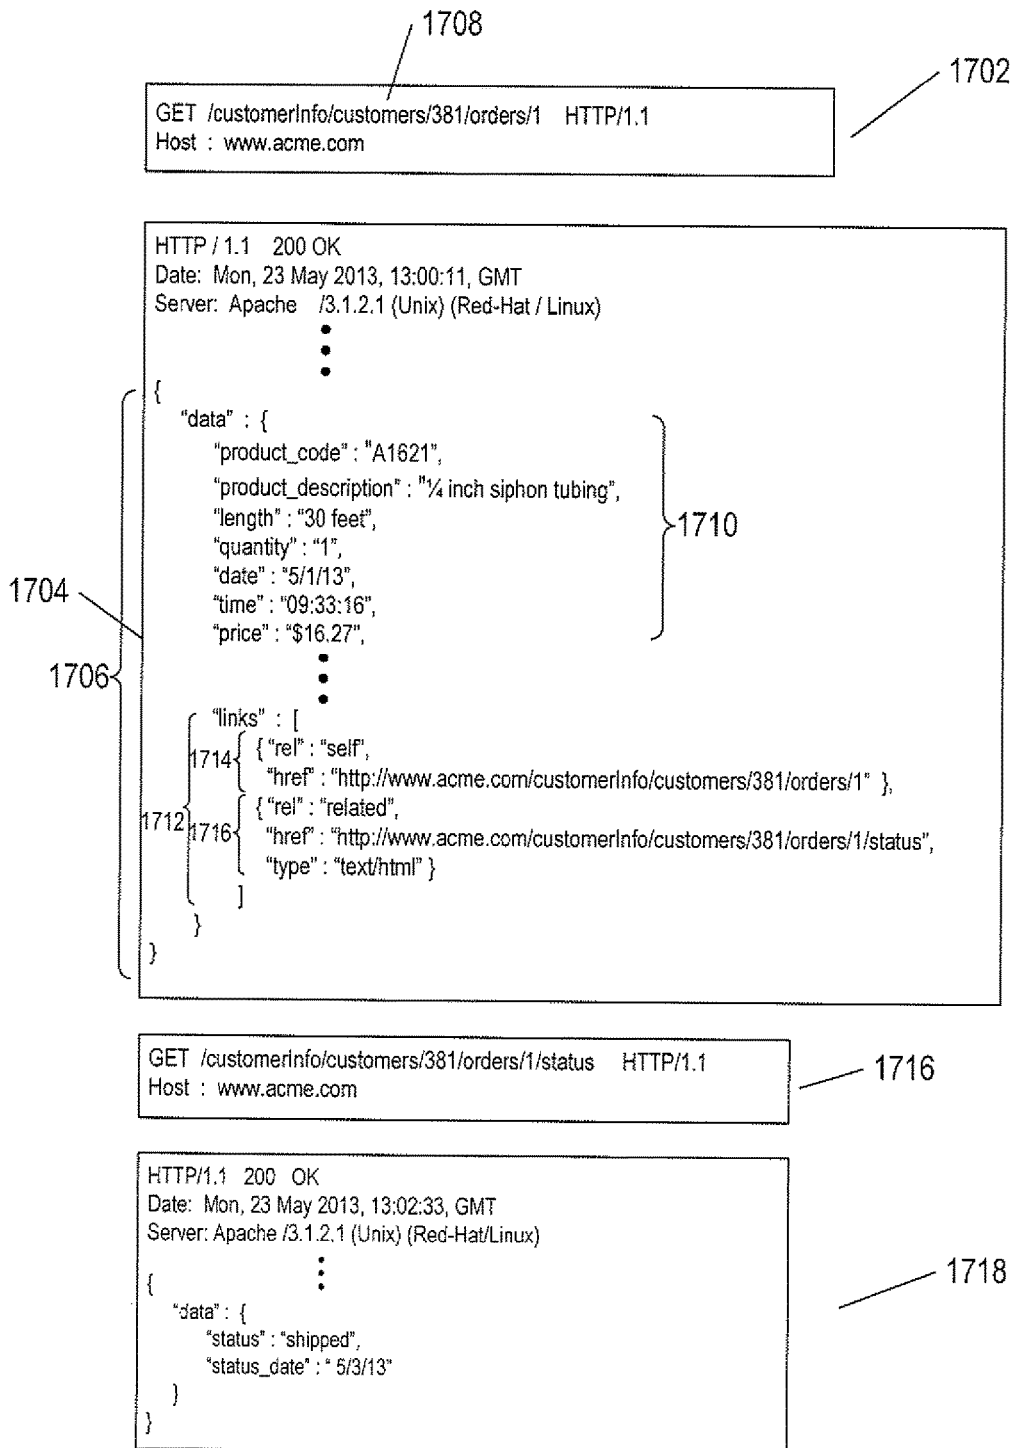 1708
1702
GET /customerInfo/customers/381/orders/1 HTTP/1.1
Host : www.acme.com
HTTP / 1.1 200 OK
Date: Mon, 23 May 2013, 13:00:11, GMT
Server: Apache /3.1.2.1 (Unix) (Red-Hat / Linux)
{
"data" : {
"product_code" : "A1621",
"product_description" : "¼ inch siphon tubing",
"length" : "30 feet",
"quantity" : "1",
"date" : "5/1/13",
"time" : "09:33:16",
"price" : "$16.27",
1710
1704
1706
"links" : [
1714 { "rel" : "self",
"href" : "http://www.acme.com/customerInfo/customers/381/orders/1" },
{ "rel" : "related",
1712 1716 "href" : "http://www.acme.com/customerInfo/customers/381/orders/1/status",
"type" : "text/html" }
]
}
}
GET /customerInfo/customers/381/orders/1/status HTTP/1.1
Host : www.acme.com
1716
HTTP/1.1 200 OK
Date: Mon, 23 May 2013, 13:02:33, GMT
Server: Apache /3.1.2.1 (Unix) (Red-Hat/Linux)
{
"data" : {
"status" : "shipped",
"status_date" : " 5/3/13"
}
}
1718